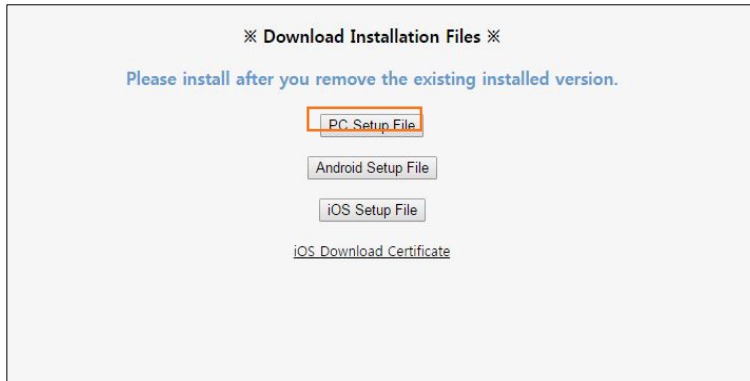 ※ Download Installation Files ※
Please install after you remove the existing installed version.
PC Setup File
Android Setup File
iOS Setup File
iOS Download Certificate